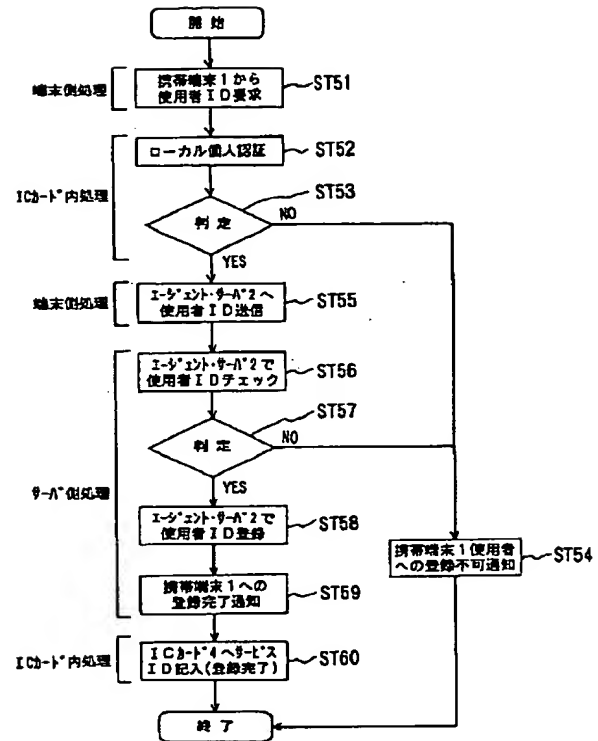 開始
端末側処理
携帯端末1から
使用者ID要求
ST51
ICカード内処理
ローカル個人認証
ST52
判定
ST53
NO
YES
端末側処理
エージェント・サーバ2へ
使用者ID送信
ST55
サーバ側処理
エージェント・サーバ2で
使用者IDチェック
ST56
判定
ST57
NO
YES
エージェント・サーバ2で
使用者ID登録
ST58
携帯端末1使用者
への登録不可通知
ST54
携帯端末1への
登録完了通知
ST59
ICカード内処理
ICカード4へサービス
ID記入(登録完了)
ST60
終了